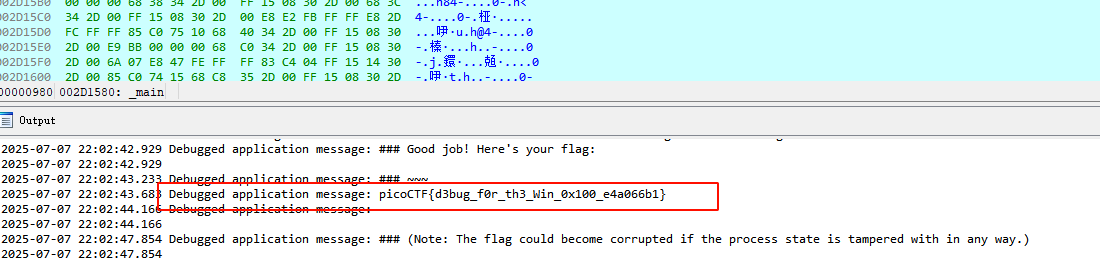 002D15B0 00 00 00 68 38 34 2D 00 FF 15 08 30 2D 00 68 3C ...h84-....0-.h<
002D15C0 34 2D 00 FF 15 08 30 2D 00 E8 E2 FB FF FF E8 2D 4-....0-.
002D15D0 FC FF FF 85 C0 75 10 68 40 34 2D 00 FF 15 08 30 ...咿·u.h@4-....0
002D15E0 2D 00 E9 BB 00 00 00 68 C0 34 2D 00 FF 15 08 30 -.榛...h..-....0
002D15F0 2D 00 6A 07 E8 47 FE FF FF 83 C4 04 FF 15 14 30 -.j.
002D1600 2D 00 85 C0 74 15 68 C8 35 2D 00 FF 15 08 30 2D -.咿·t.h..-....0-
00000980 002D1580: _main
Output
2025-07-07 22:02:42.929 Debugged application message: ### Good job! Here's your flag:
2025-07-07 22:02:42.929
2025-07-07 22:02:43.233 Debugged application message: ### ~~~
2025-07-07 22:02:43.683 Debugged application message: picoCTF{d3bug_f0r_th3_Win_0x100_e4a066b1}
2025-07-07 22:02:44.166 Debugged application message:
2025-07-07 22:02:44.166
2025-07-07 22:02:47.854 Debugged application message: ### (Note: The flag could become corrupted if the process state is tampered with in any way.)
2025-07-07 22:02:47.854